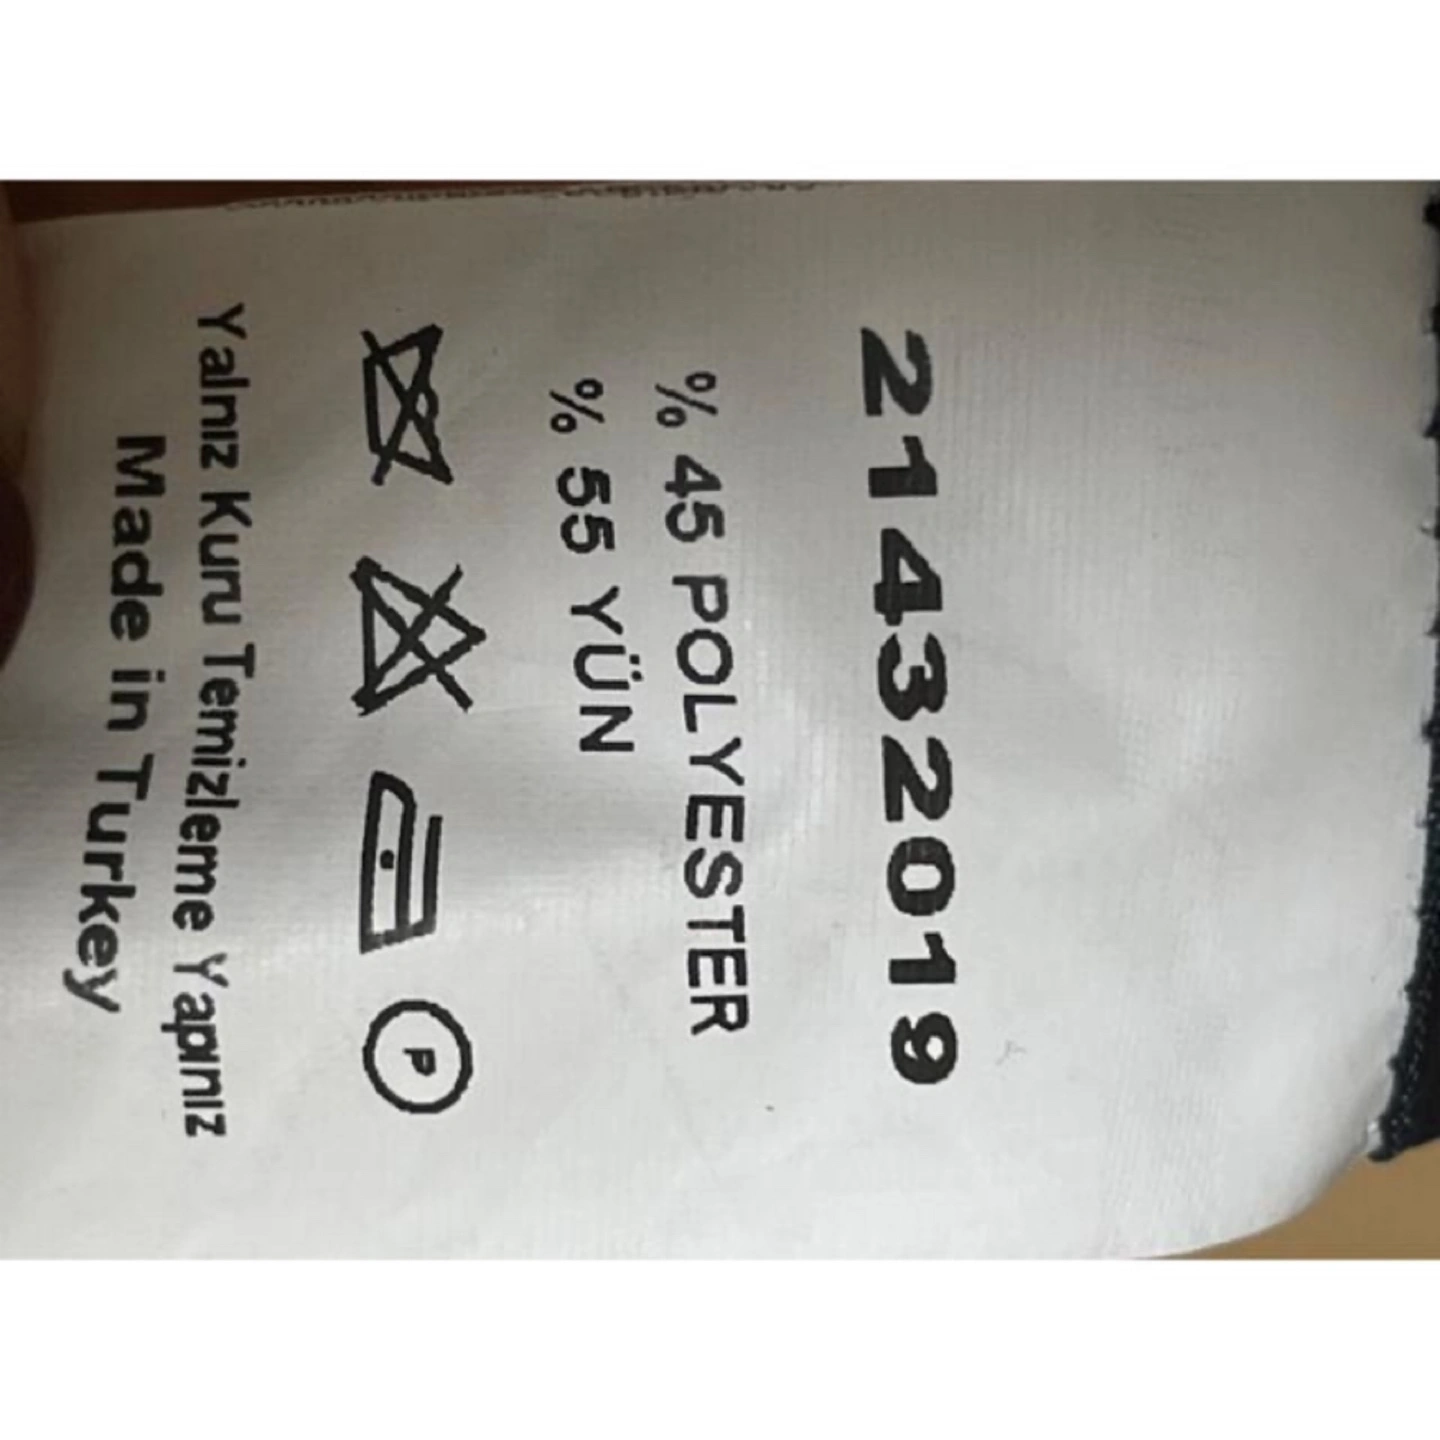 21432019
% 45 POLYESTER
% 55 YÜN
P
Yalnız Kuru Temizleme Yapınız
Made in Turkey